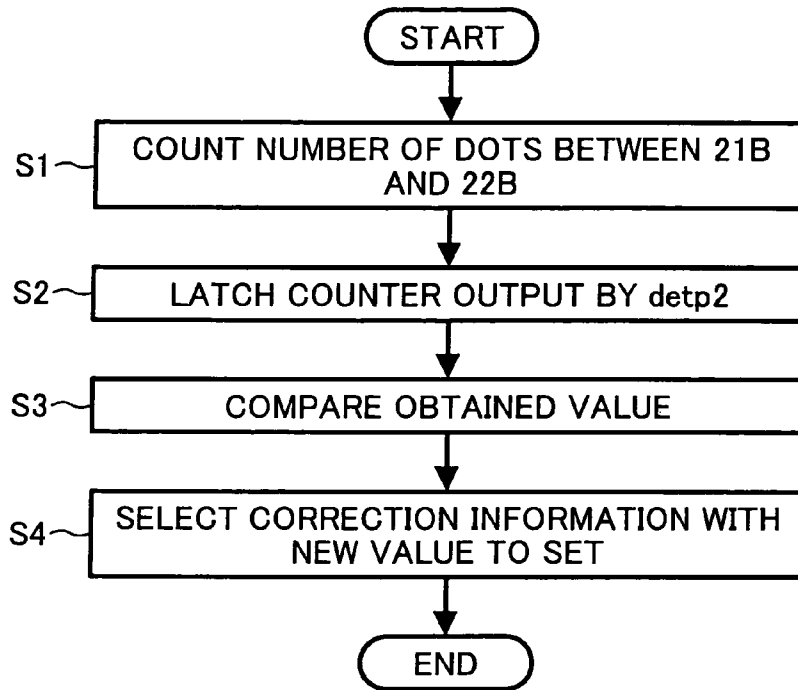 START
S1 COUNT NUMBER OF DOTS BETWEEN 21B
AND 22B
S2 LATCH COUNTER OUTPUT BY detp2
S3 COMPARE OBTAINED VALUE
S4 SELECT CORRECTION INFORMATION WITH
NEW VALUE TO SET
END